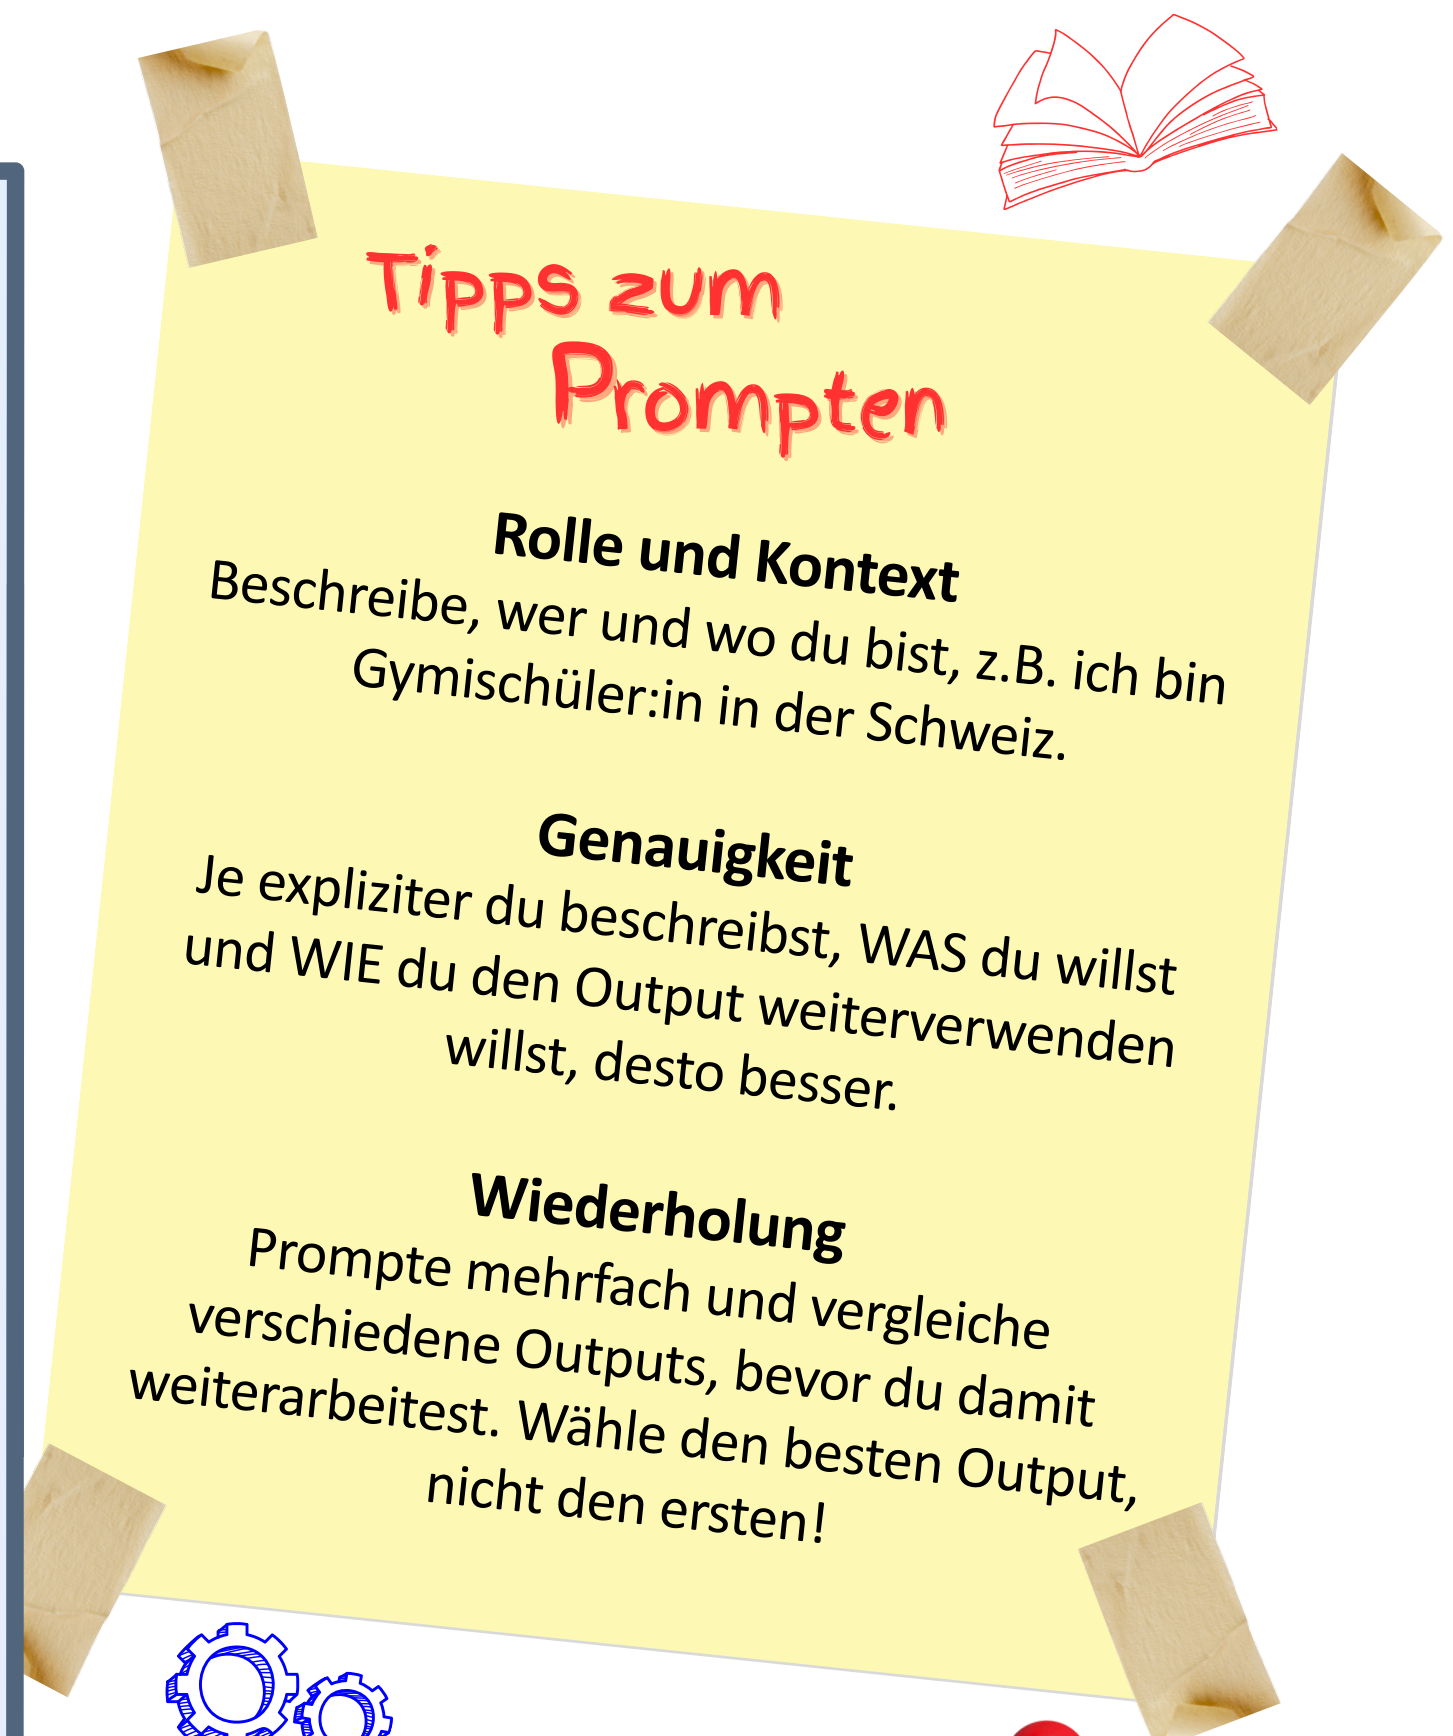 Tipps zum
Prompten
Rolle und Kontext
Beschreibe, wer und wo du bist, z.B. ich bin
Gymischüler:in in der Schweiz.
Genauigkeit
Je expliziter du beschreibst, WAS du willst
und WIE du den Output weiterverwenden
willst, desto besser.
Wiederholung
Prompte mehrfach und vergleiche
verschiedene Outputs, bevor du damit
weiterarbeitest. Wähle den besten Output,
nicht den ersten!